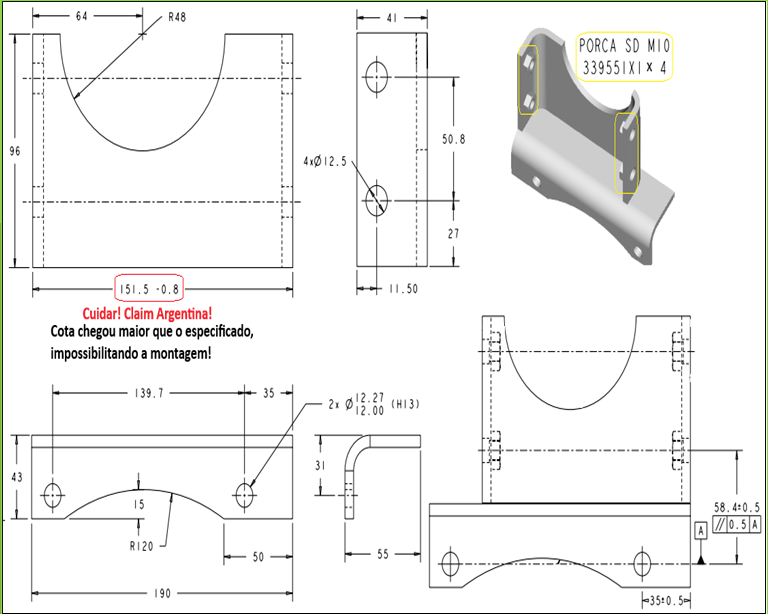 64
R48
96
151.5 -0.8
Cuidar! Claim Argentina!
Cota chegou maior que o especificado,
impossibilitando a montagem!
41
4xØ12.5
50.8
27
11.50
PORCA SD M10
339551X1× 4
139.7
35
2x Ø12.27
12.00 (H13)
43
15
R120
50
190
31
55
58.4±0.5
// 0.5 A
A
35±0.5